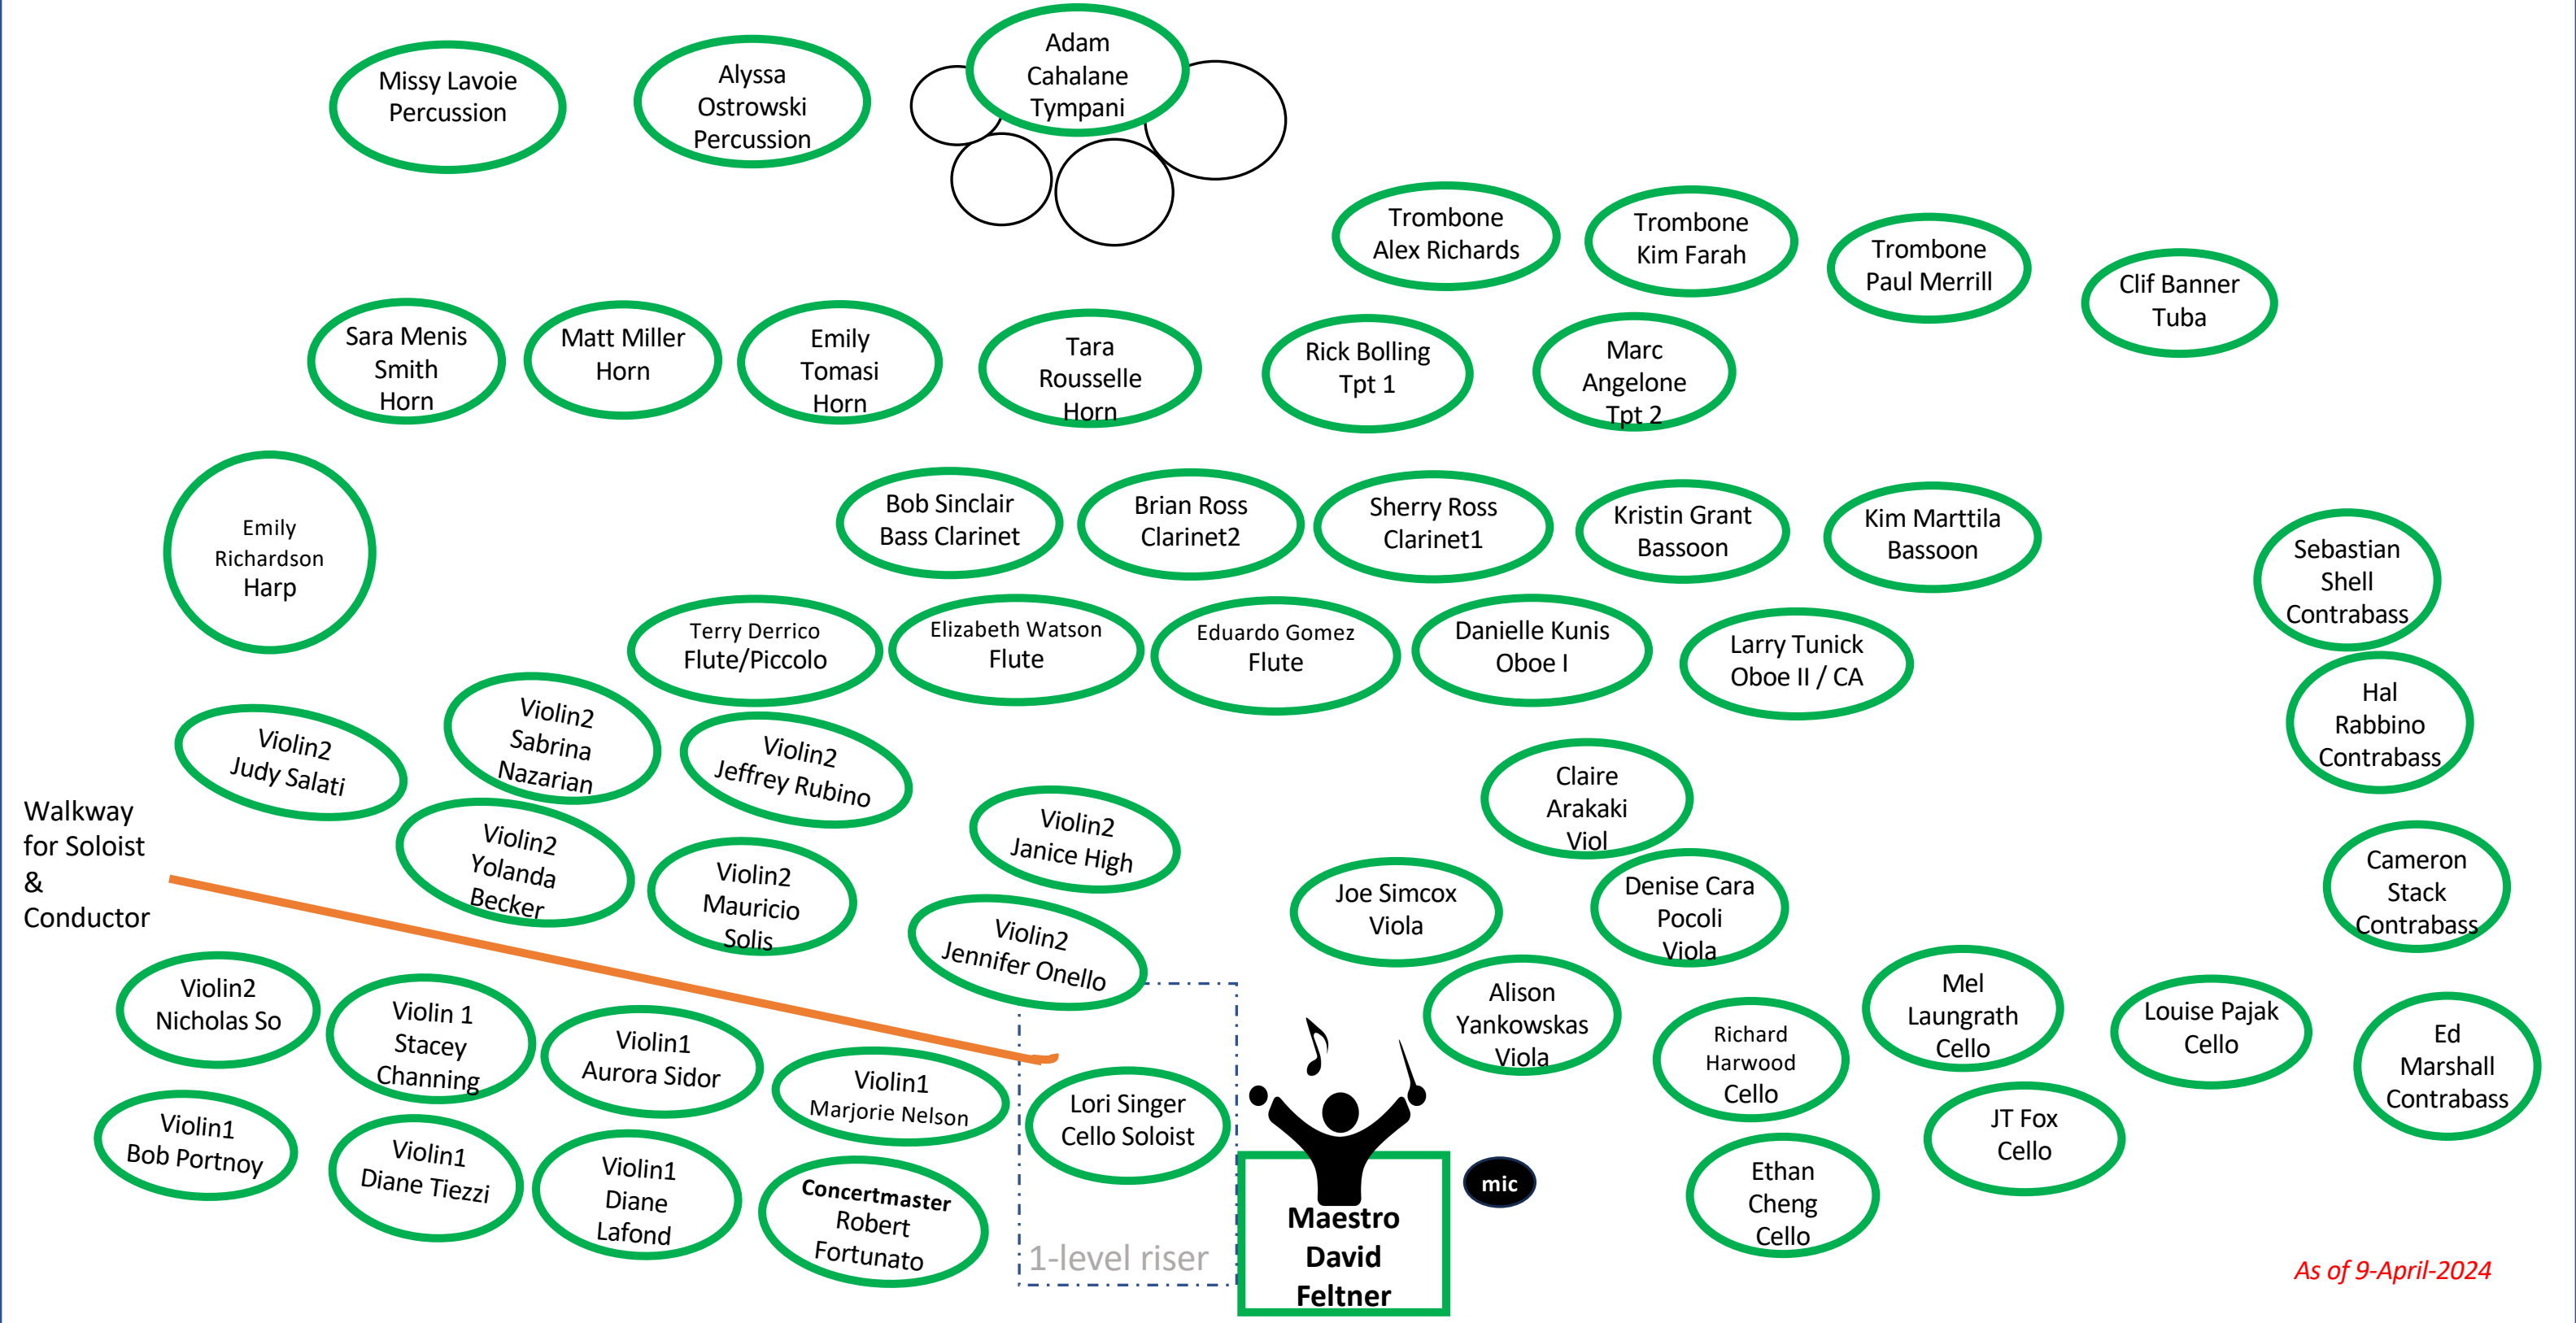 Missy Lavoie
Percussion
Alyssa
Ostrowski
Percussion
Adam
Cahalane
Tympani
Trombone
Alex Richards
Trombone
Kim Farah
Trombone
Paul Merrill
Clif Banner
Tuba
Sara Menis
Smith
Horn
Matt Miller
Horn
Emily
Tomasi
Horn
Tara
Rousselle
Horn
Rick Bolling
Tpt 1
Marc
Angelone
Tpt 2
Emily
Richardson
Harp
Bob Sinclair
Bass Clarinet
Brian Ross
Clarinet2
Sherry Ross
Clarinet1
Kristin Grant
Bassoon
Kim Marttila
Bassoon
Sebastian
Shell
Contrabass
Terry Derrico
Flute/Piccolo
Elizabeth Watson
Flute
Eduardo Gomez
Flute
Danielle Kunis
Oboe I
Larry Tunick
Oboe II / CA
Hal
Rabbino
Contrabass
Violin2
Judy Salati
Violin2
Sabrina
Nazarian
Violin2
Jeffrey Rubino
Violin2
Janice High
Claire
Arakaki
Viol
Walkway
for Soloist
&
Conductor
Violin2
Yolanda
Becker
Violin2
Mauricio
Solis
Violin2
Jennifer Onello
Joe Simcox
Viola
Denise Cara
Pocoli
Viola
Cameron
Stack
Contrabass
Violin2
Nicholas So
Violin 1
Stacey
Channing
Violin1
Aurora Sidor
Violin1
Marjorie Nelson
Lori Singer
Cello Soloist
Alison
Yankowskas
Viola
Richard
Harwood
Cello
Mel
Laungrath
Cello
Louise Pajak
Cello
Ed
Marshall
Contrabass
Violin1
Bob Portnoy
Violin1
Diane Tiezzi
Violin1
Diane
Lafond
Concertmaster
Robert
Fortunato
1-level riser
Maestro
David
Feltner
mic
Ethan
Cheng
Cello
JT Fox
Cello
As of 9-April-2024